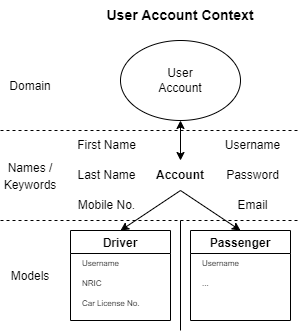 User Account Context
Domain
User
Account
Names /
Keywords
First Name
Username
Last Name
Account
Password
Mobile No.
Email
Models
Driver
Username
NRIC
Car License No.
Passenger
Username
...